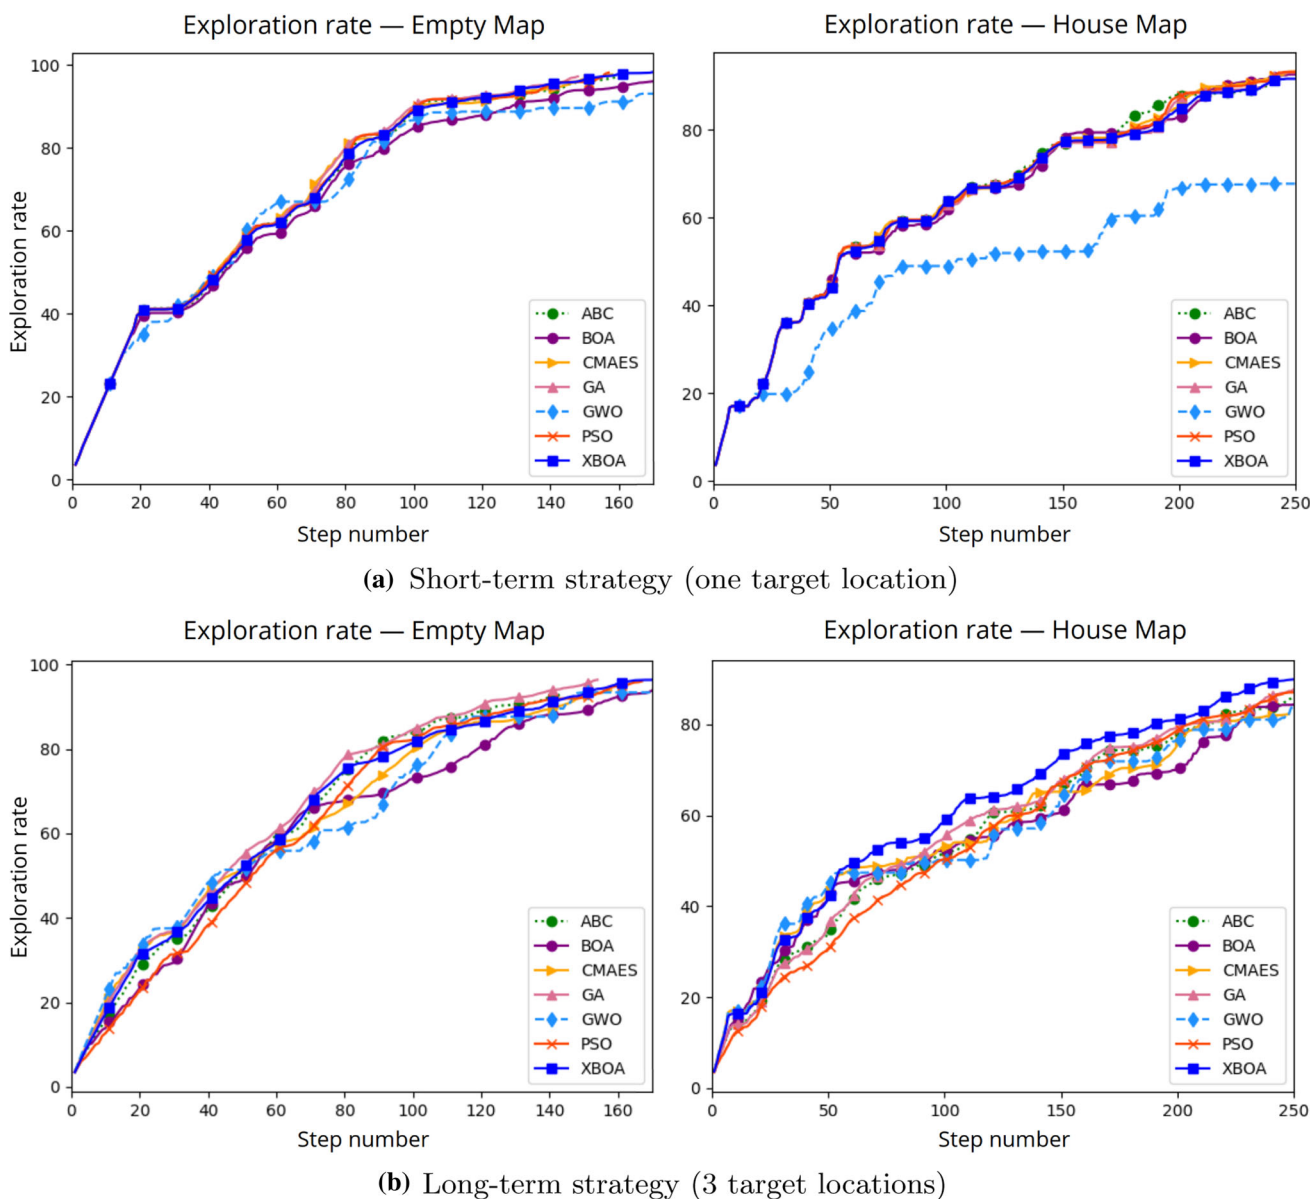 Exploration rate — Empty Map
Exploration rate
100
80
60
40
20
0
0 20 40 60 80 100 120 140 160
Step number
ABC
BOA
CMAES
GA
GWO
PSO
XBOA
Exploration rate — House Map
80
60
40
20
0
0 50 100 150 200 250
Step number
ABC
BOA
CMAES
GA
GWO
PSO
XBOA
(a) Short-term strategy (one target location)
Exploration rate — Empty Map
Exploration rate
100
80
60
40
20
0
0 20 40 60 80 100 120 140 160
Step number
ABC
BOA
CMAES
GA
GWO
PSO
XBOA
Exploration rate — House Map
80
60
40
20
0
0 50 100 150 200 250
Step number
ABC
BOA
CMAES
GA
GWO
PSO
XBOA
(b) Long-term strategy (3 target locations)